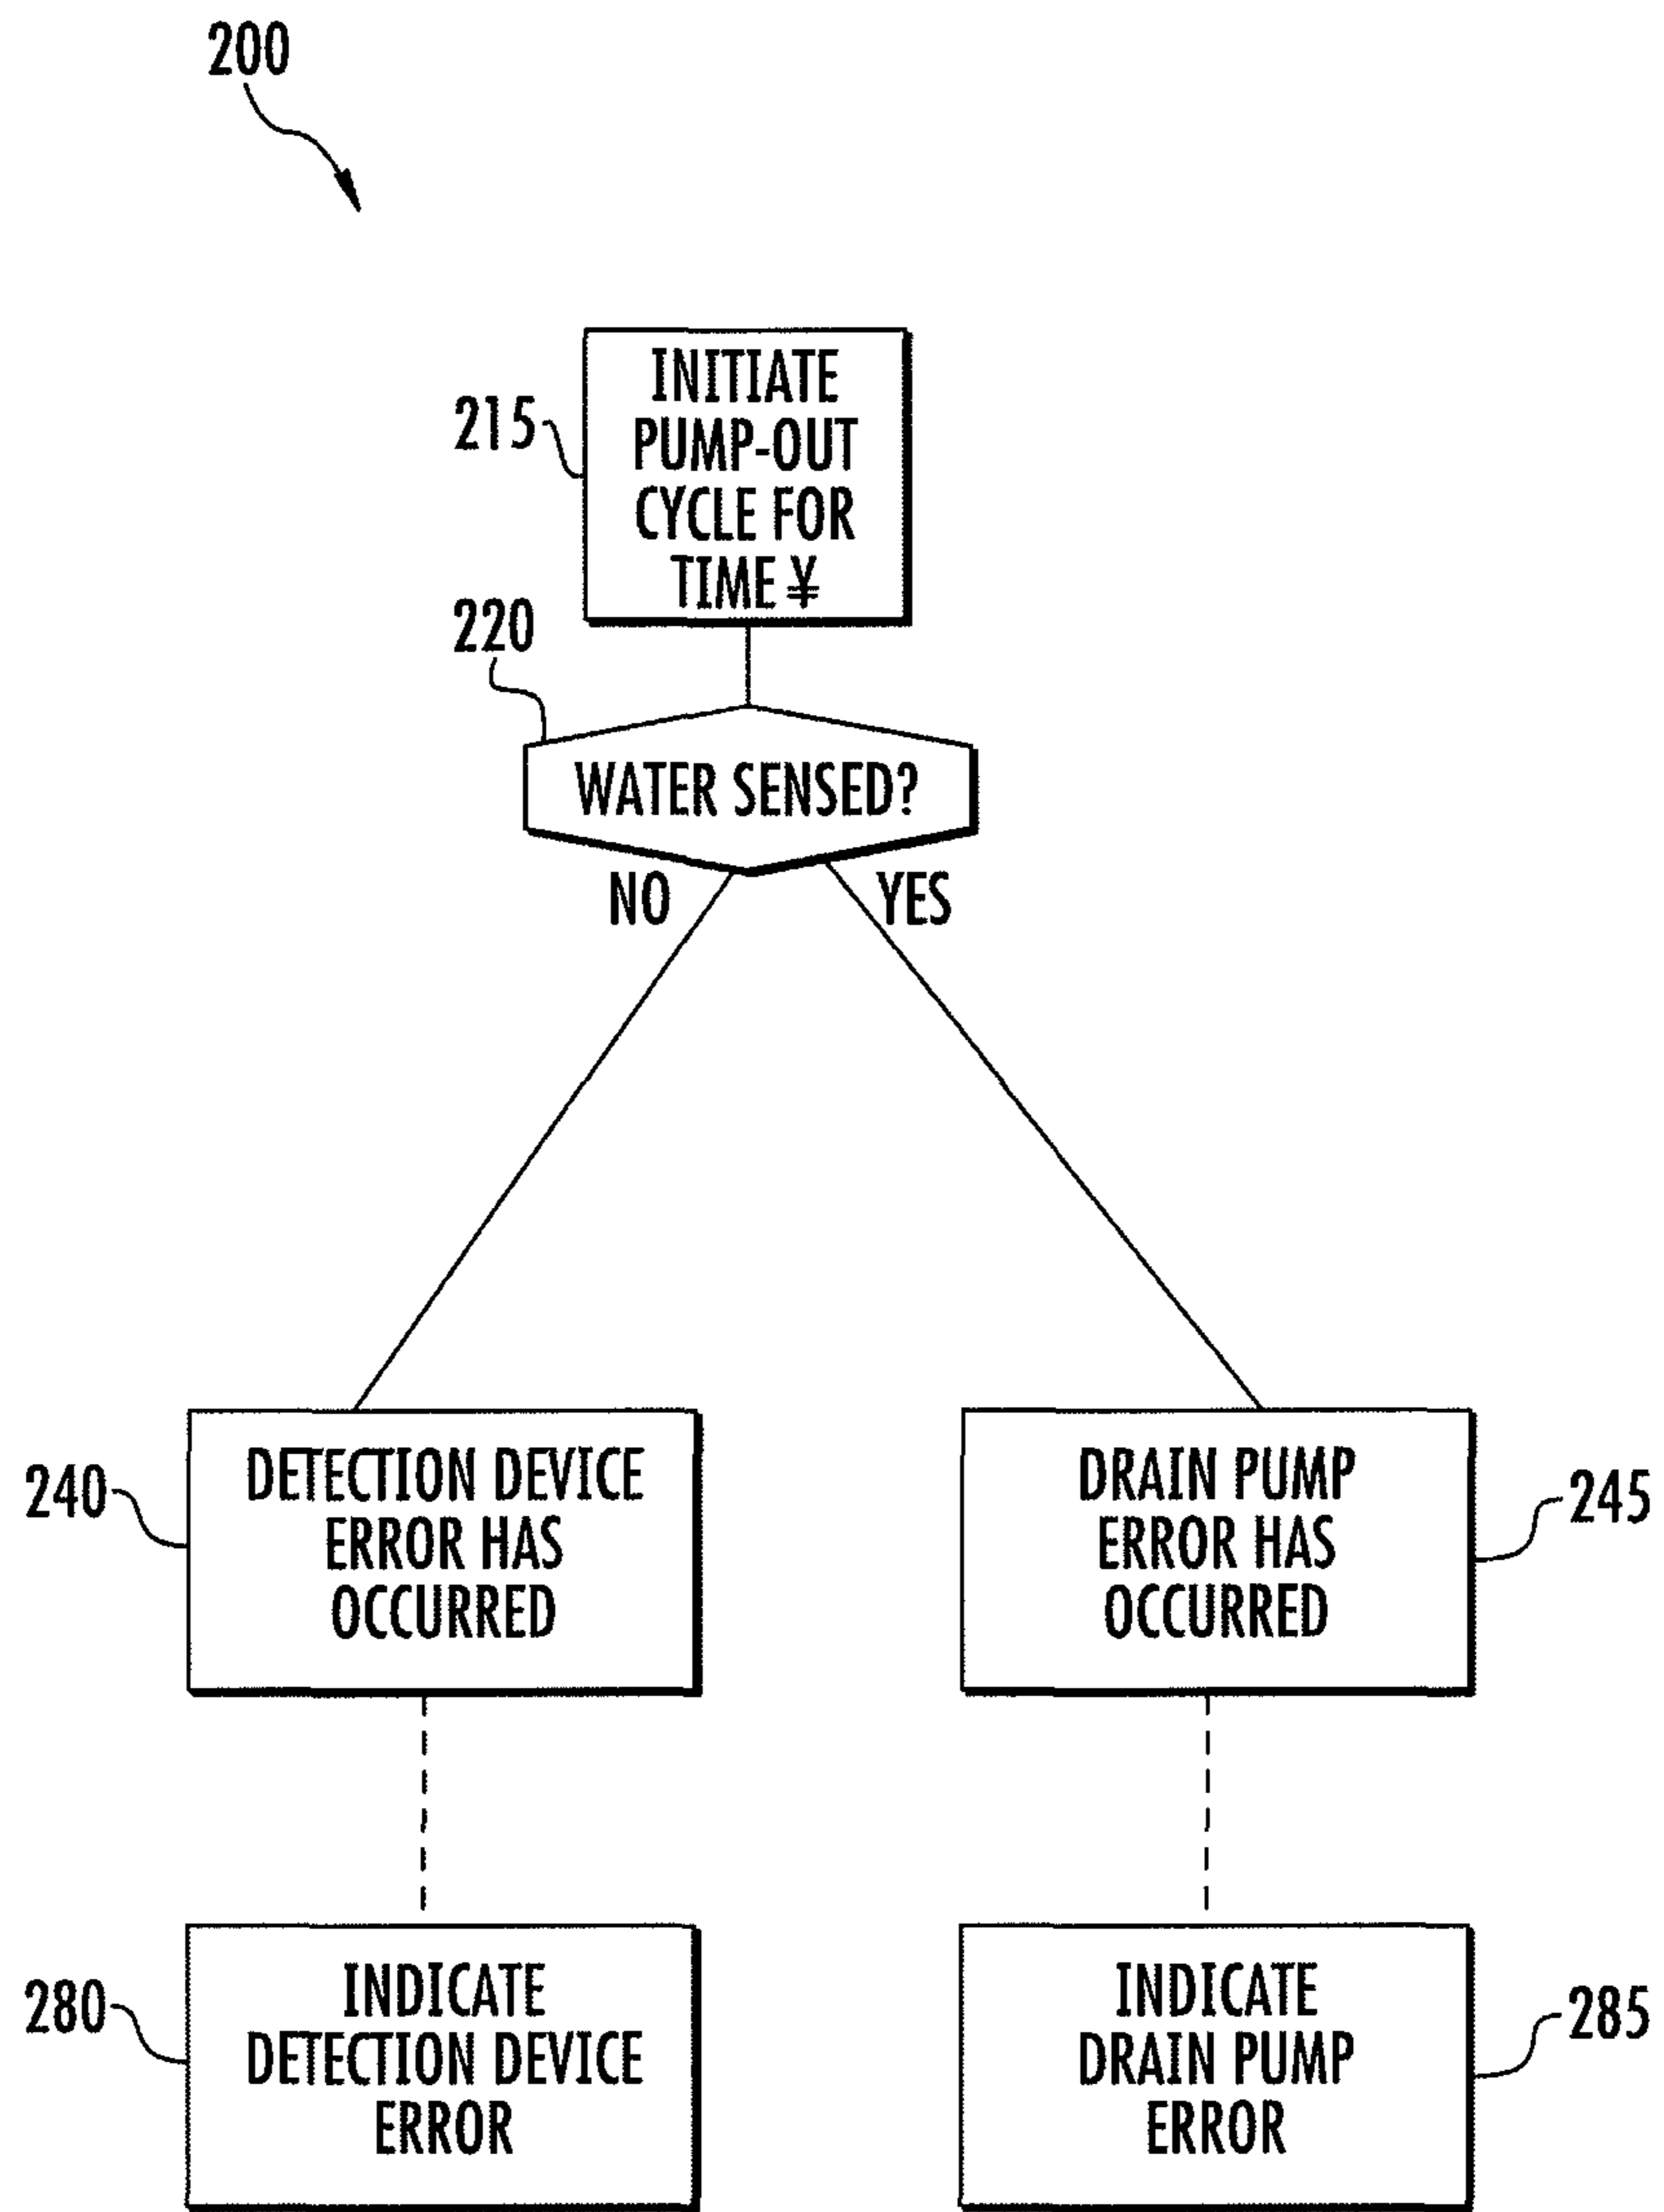 200
215
INITIATE
PUMP-OUT
CYCLE FOR
TIME ¥
220
WATER SENSED?
NO
YES
240
DETECTION DEVICE
ERROR HAS
OCCURRED
DRAIN PUMP
ERROR HAS
OCCURRED
245
280
INDICATE
DETECTION DEVICE
ERROR
INDICATE
DRAIN PUMP
ERROR
285